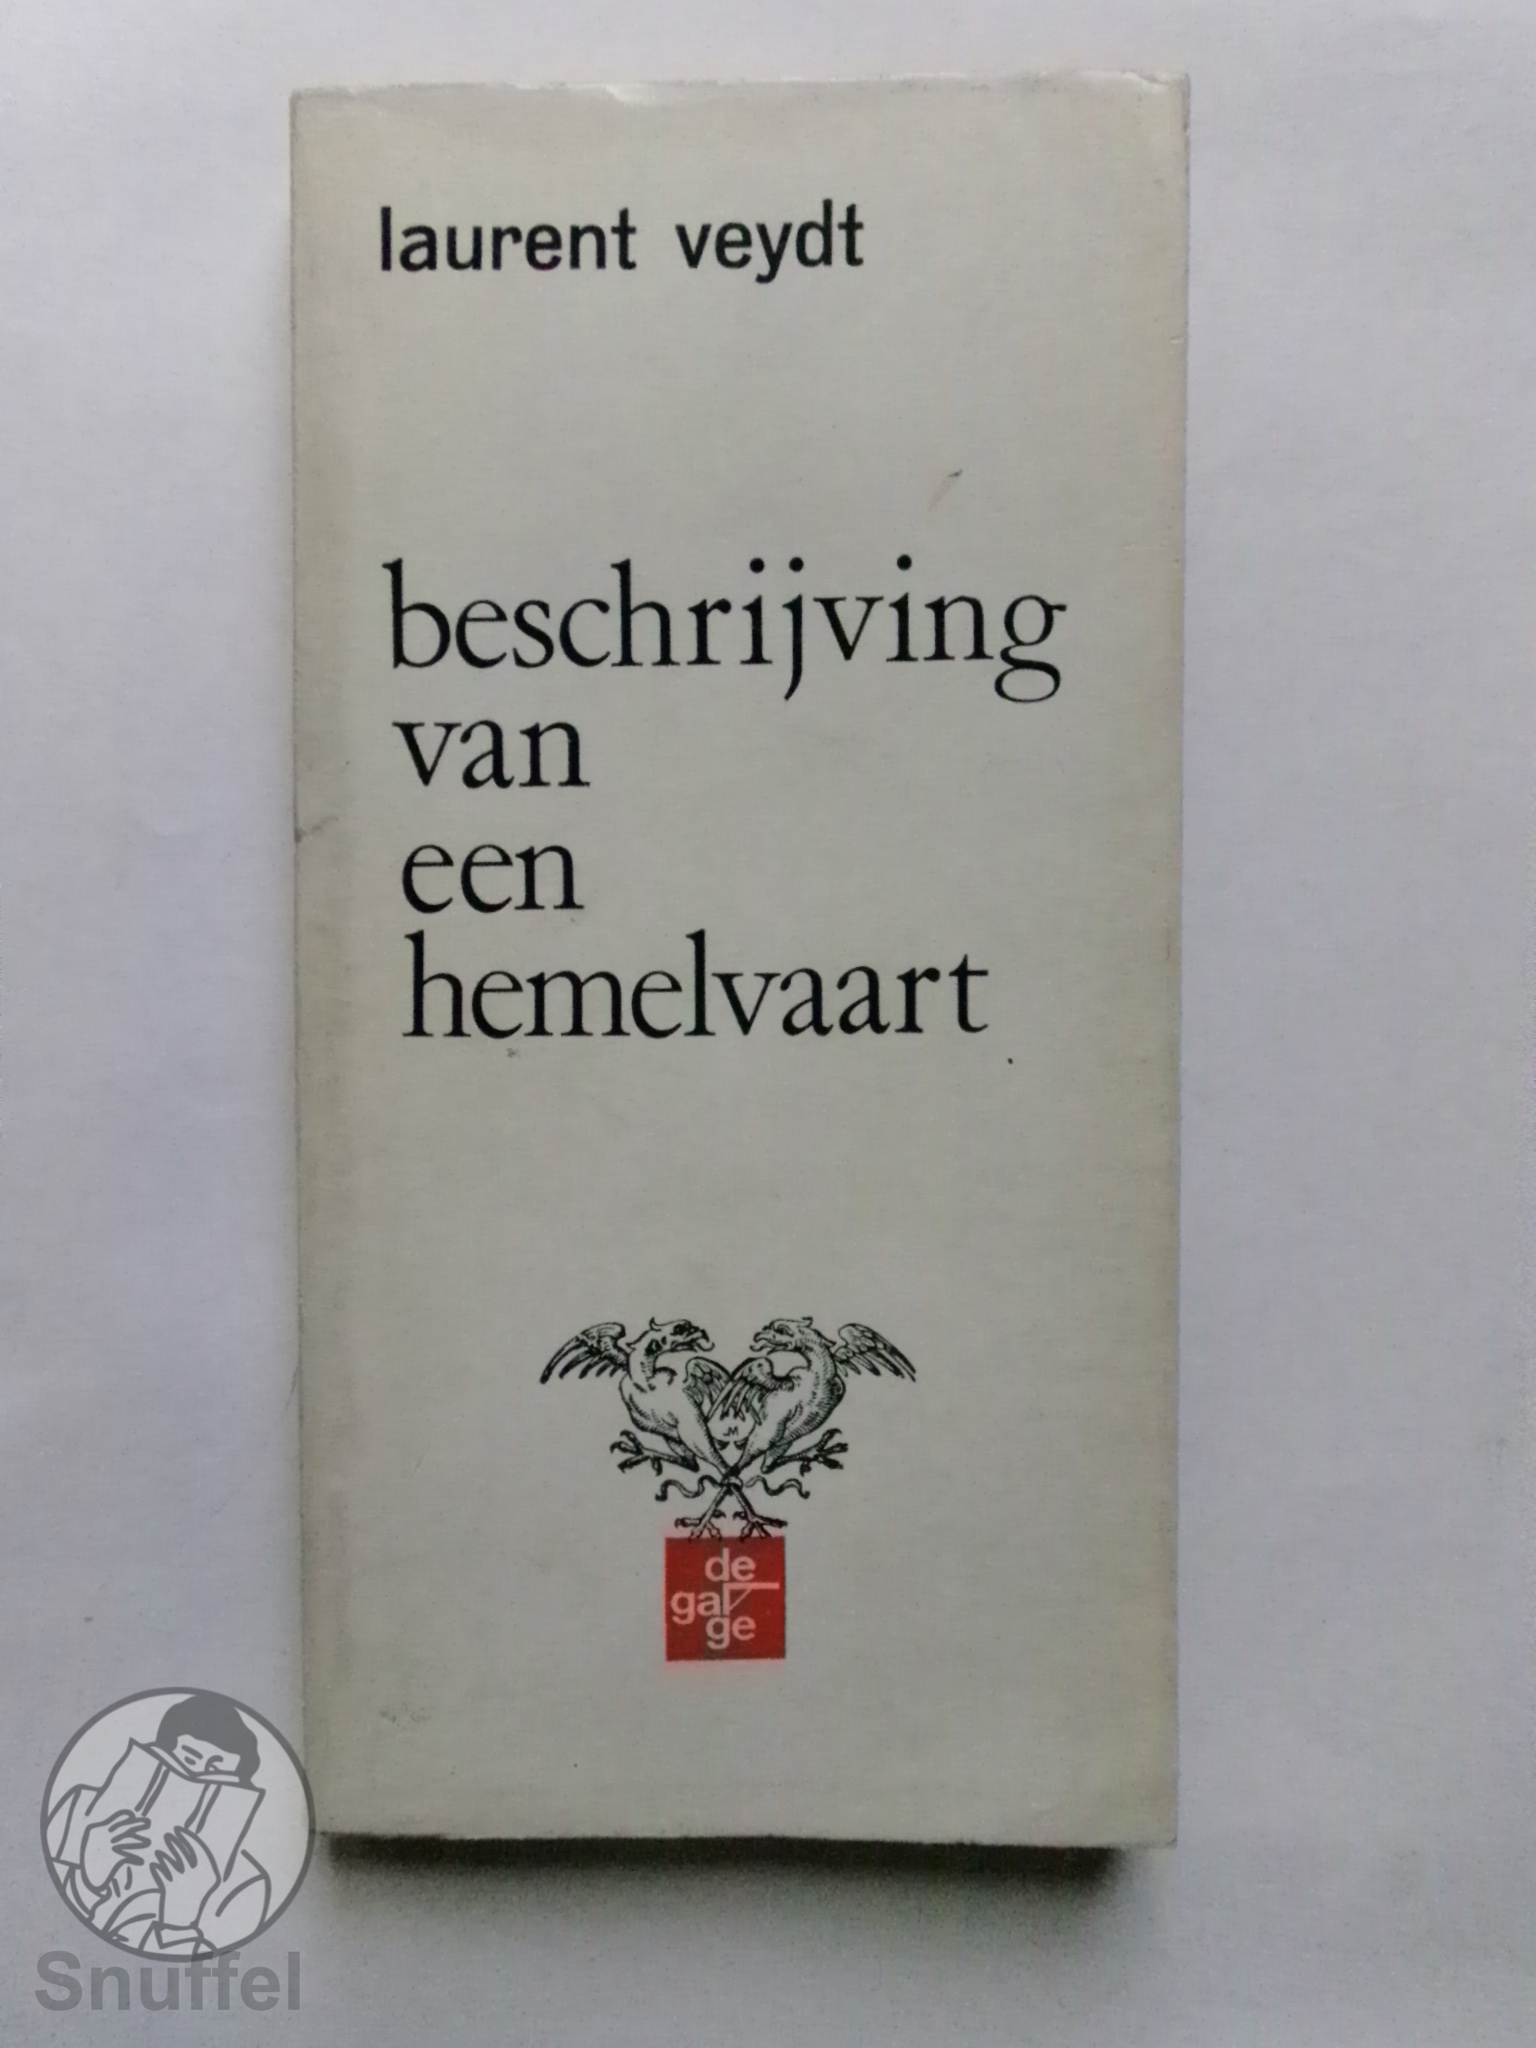 laurent veydt
beschrijving
van
een
hemelvaart
M
de
gal
ge
Snuffel